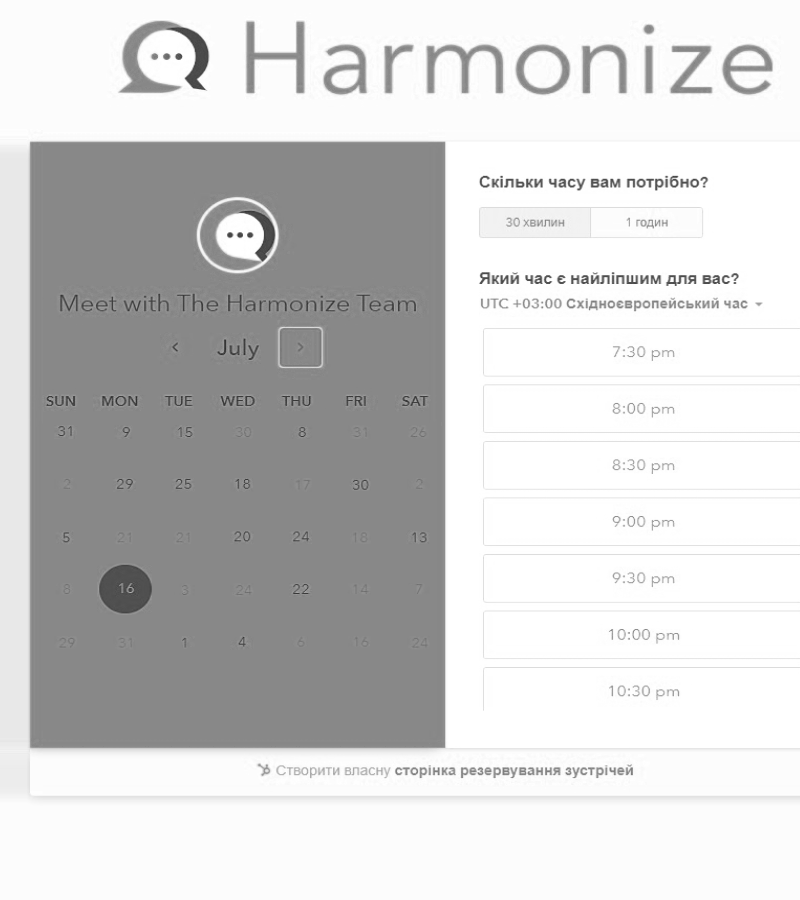 Harmonize
Meet with The Harmonize Team
July
SUN MON TUE WED THU FRI SAT
31 9 15 30 8 31 26
2 29 25 18 17 30 2
5 21 21 20 24 18 13
8 16 3 24 22 14 7
29 31 1 4 6 16 24
Скільки часу вам потрібно?
30 хвилин 1 годин
Який час є найліпшим для вас?
UTC +03:00 Східноєвропейський час
7:30 pm
8:00 pm
8:30 pm
9:00 pm
9:30 pm
10:00 pm
10:30 pm
Створити власну сторінка резервування зустрічей